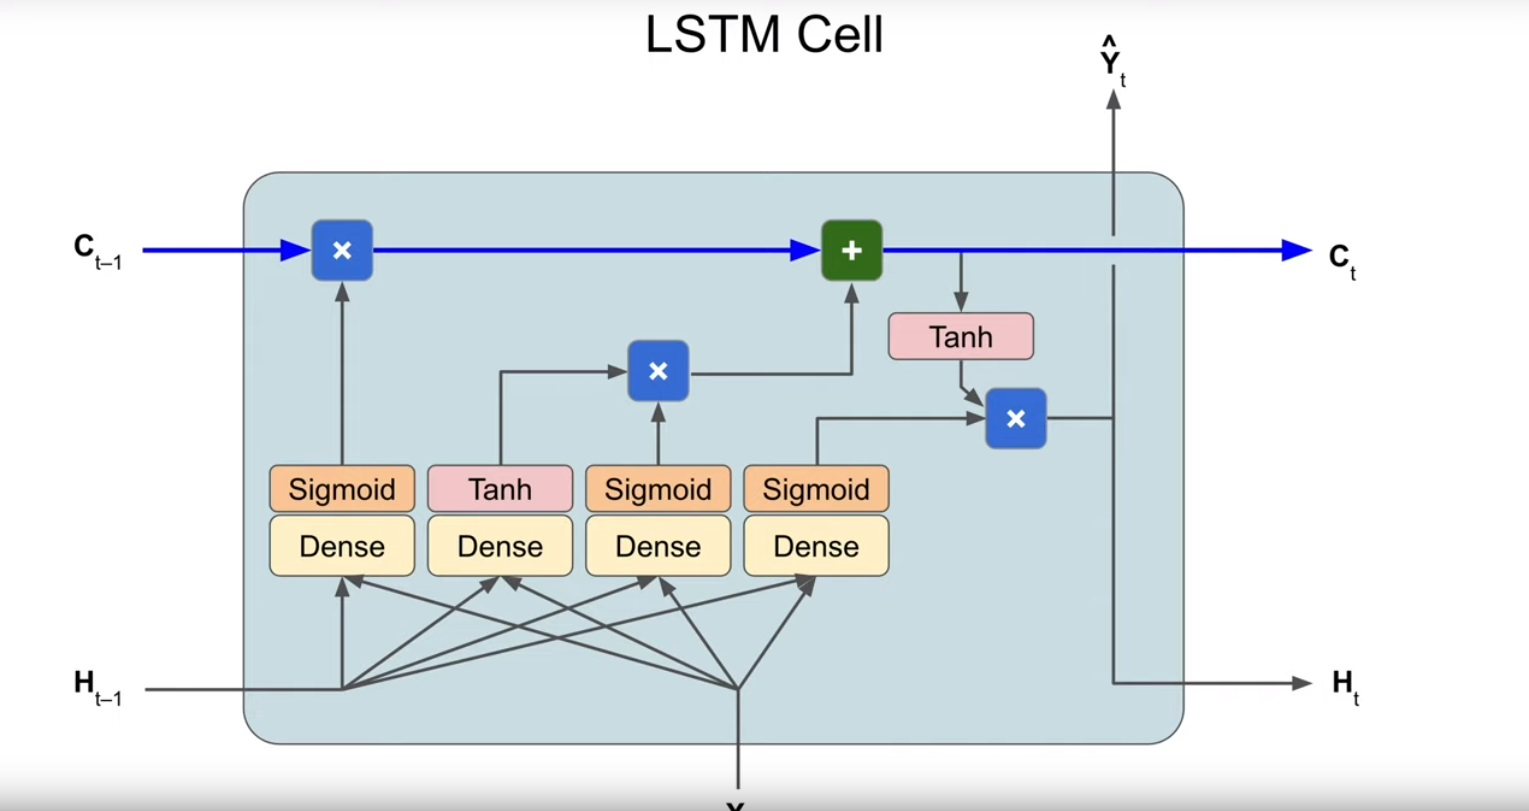 LSTM Cell
Ŷt
Ct–1
×
+
Ct
Tanh
×
×
Sigmoid Tanh Sigmoid Sigmoid
Dense Dense Dense Dense
Ht–1
Ht